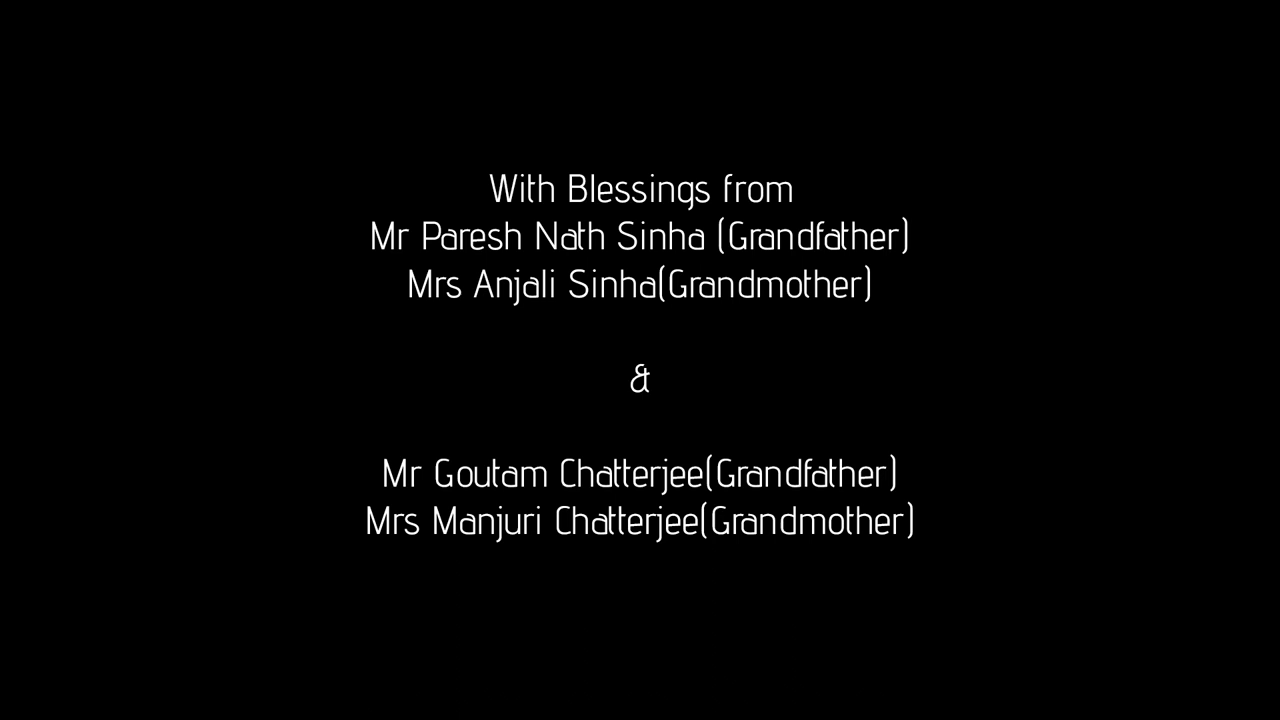 With Blessings from
Mr Paresh Nath Sinha (Grandfather)
Mrs Anjali Sinha(Grandmother)
&
Mr Goutam Chatterjee(Grandfather)
Mrs Manjuri Chatterjee(Grandmother)